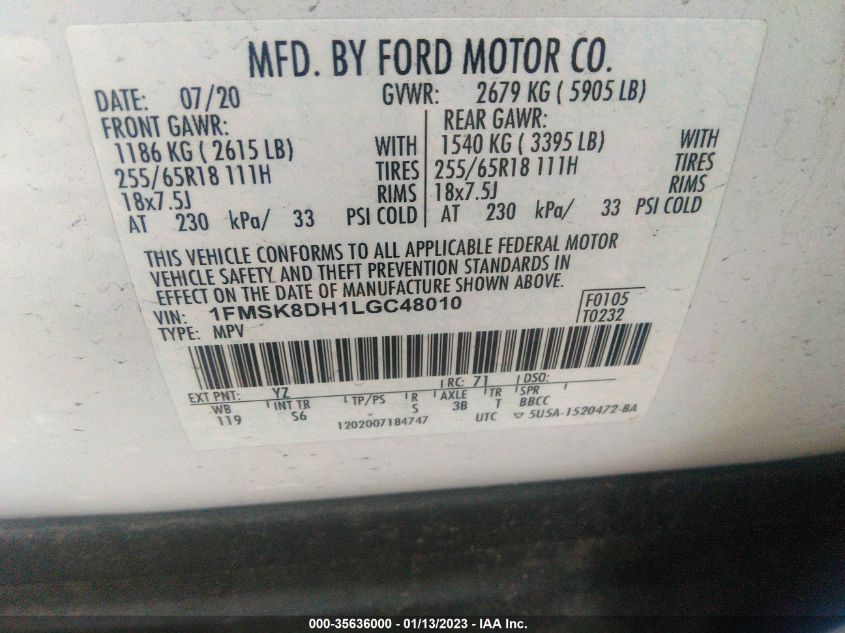 MFD. BY FORD MOTOR CO.
DATE: 07/20 GVWR: 2679 KG ( 5905 LB)
FRONT GAWR: REAR GAWR:
1186 KG ( 2615 LB) WITH 1540 KG ( 3395 LB) WITH
255/65R18 111H TIRES 255/65R18 111H TIRES
18x7.5J RIMS 18x7.5J RIMS
AT 230 kPa/ 33 PSI COLD AT 230 kPa/ 33 PSI COLD
THIS VEHICLE CONFORMS TO ALL APPLICABLE FEDERAL MOTOR
VEHICLE SAFETY AND THEFT PREVENTION STANDARDS IN
EFFECT ON THE DATE OF MANUFACTURE SHOWN ABOVE.
VIN: 1FMSK8DH1LGC48010 F0105
TYPE: MPV T0232
EXT PNT: YZ RC: 71 DSO:
WB INT TR TP/PS R AXLE TR SPR
119 S6 S 3B T BBCC
1202007184747 UTC ▽ 5U5A-1520472-BA
000-35636000 — 01/13/2023 — IAA Inc.